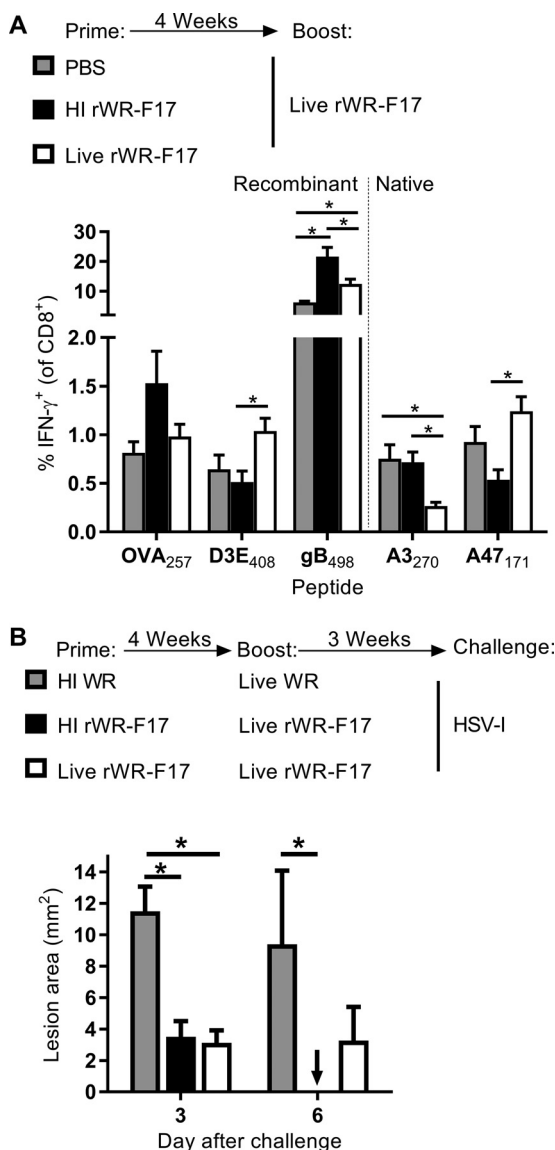 A
Prime: 4 Weeks Boost:
PBS
HI rWR-F17 Live rWR-F17
Live rWR-F17
Recombinant Native
* * * * * * *
% IFN-γ⁺ (of CD8⁺)
30
20
10
2.0
1.5
1.0
0.5
0.0
OVA₂₅₇ D3E₄₀₈ gB₄₉₈ A3₂₇₀ A47₁₇₁
Peptide
B
Prime: 4 Weeks Boost: 3 Weeks Challenge:
HI WR Live WR
HI rWR-F17 Live rWR-F17 HSV-I
Live rWR-F17 Live rWR-F17
* * *
Lesion area (mm²)
14
12
10
8
6
4
2
0
3 6
Day after challenge